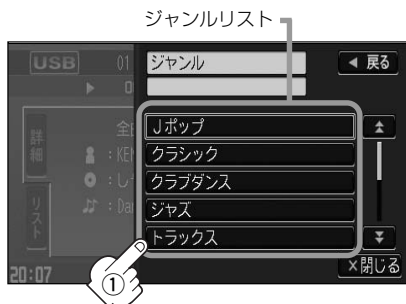 ジャンルリスト
USB 01 ジャンル ◀ 戻る
詳細
Jポップ
: KEN クラシック
クラブダンス
リスト
: Dar ジャズ
トラックス
①
20:07 ×閉じる